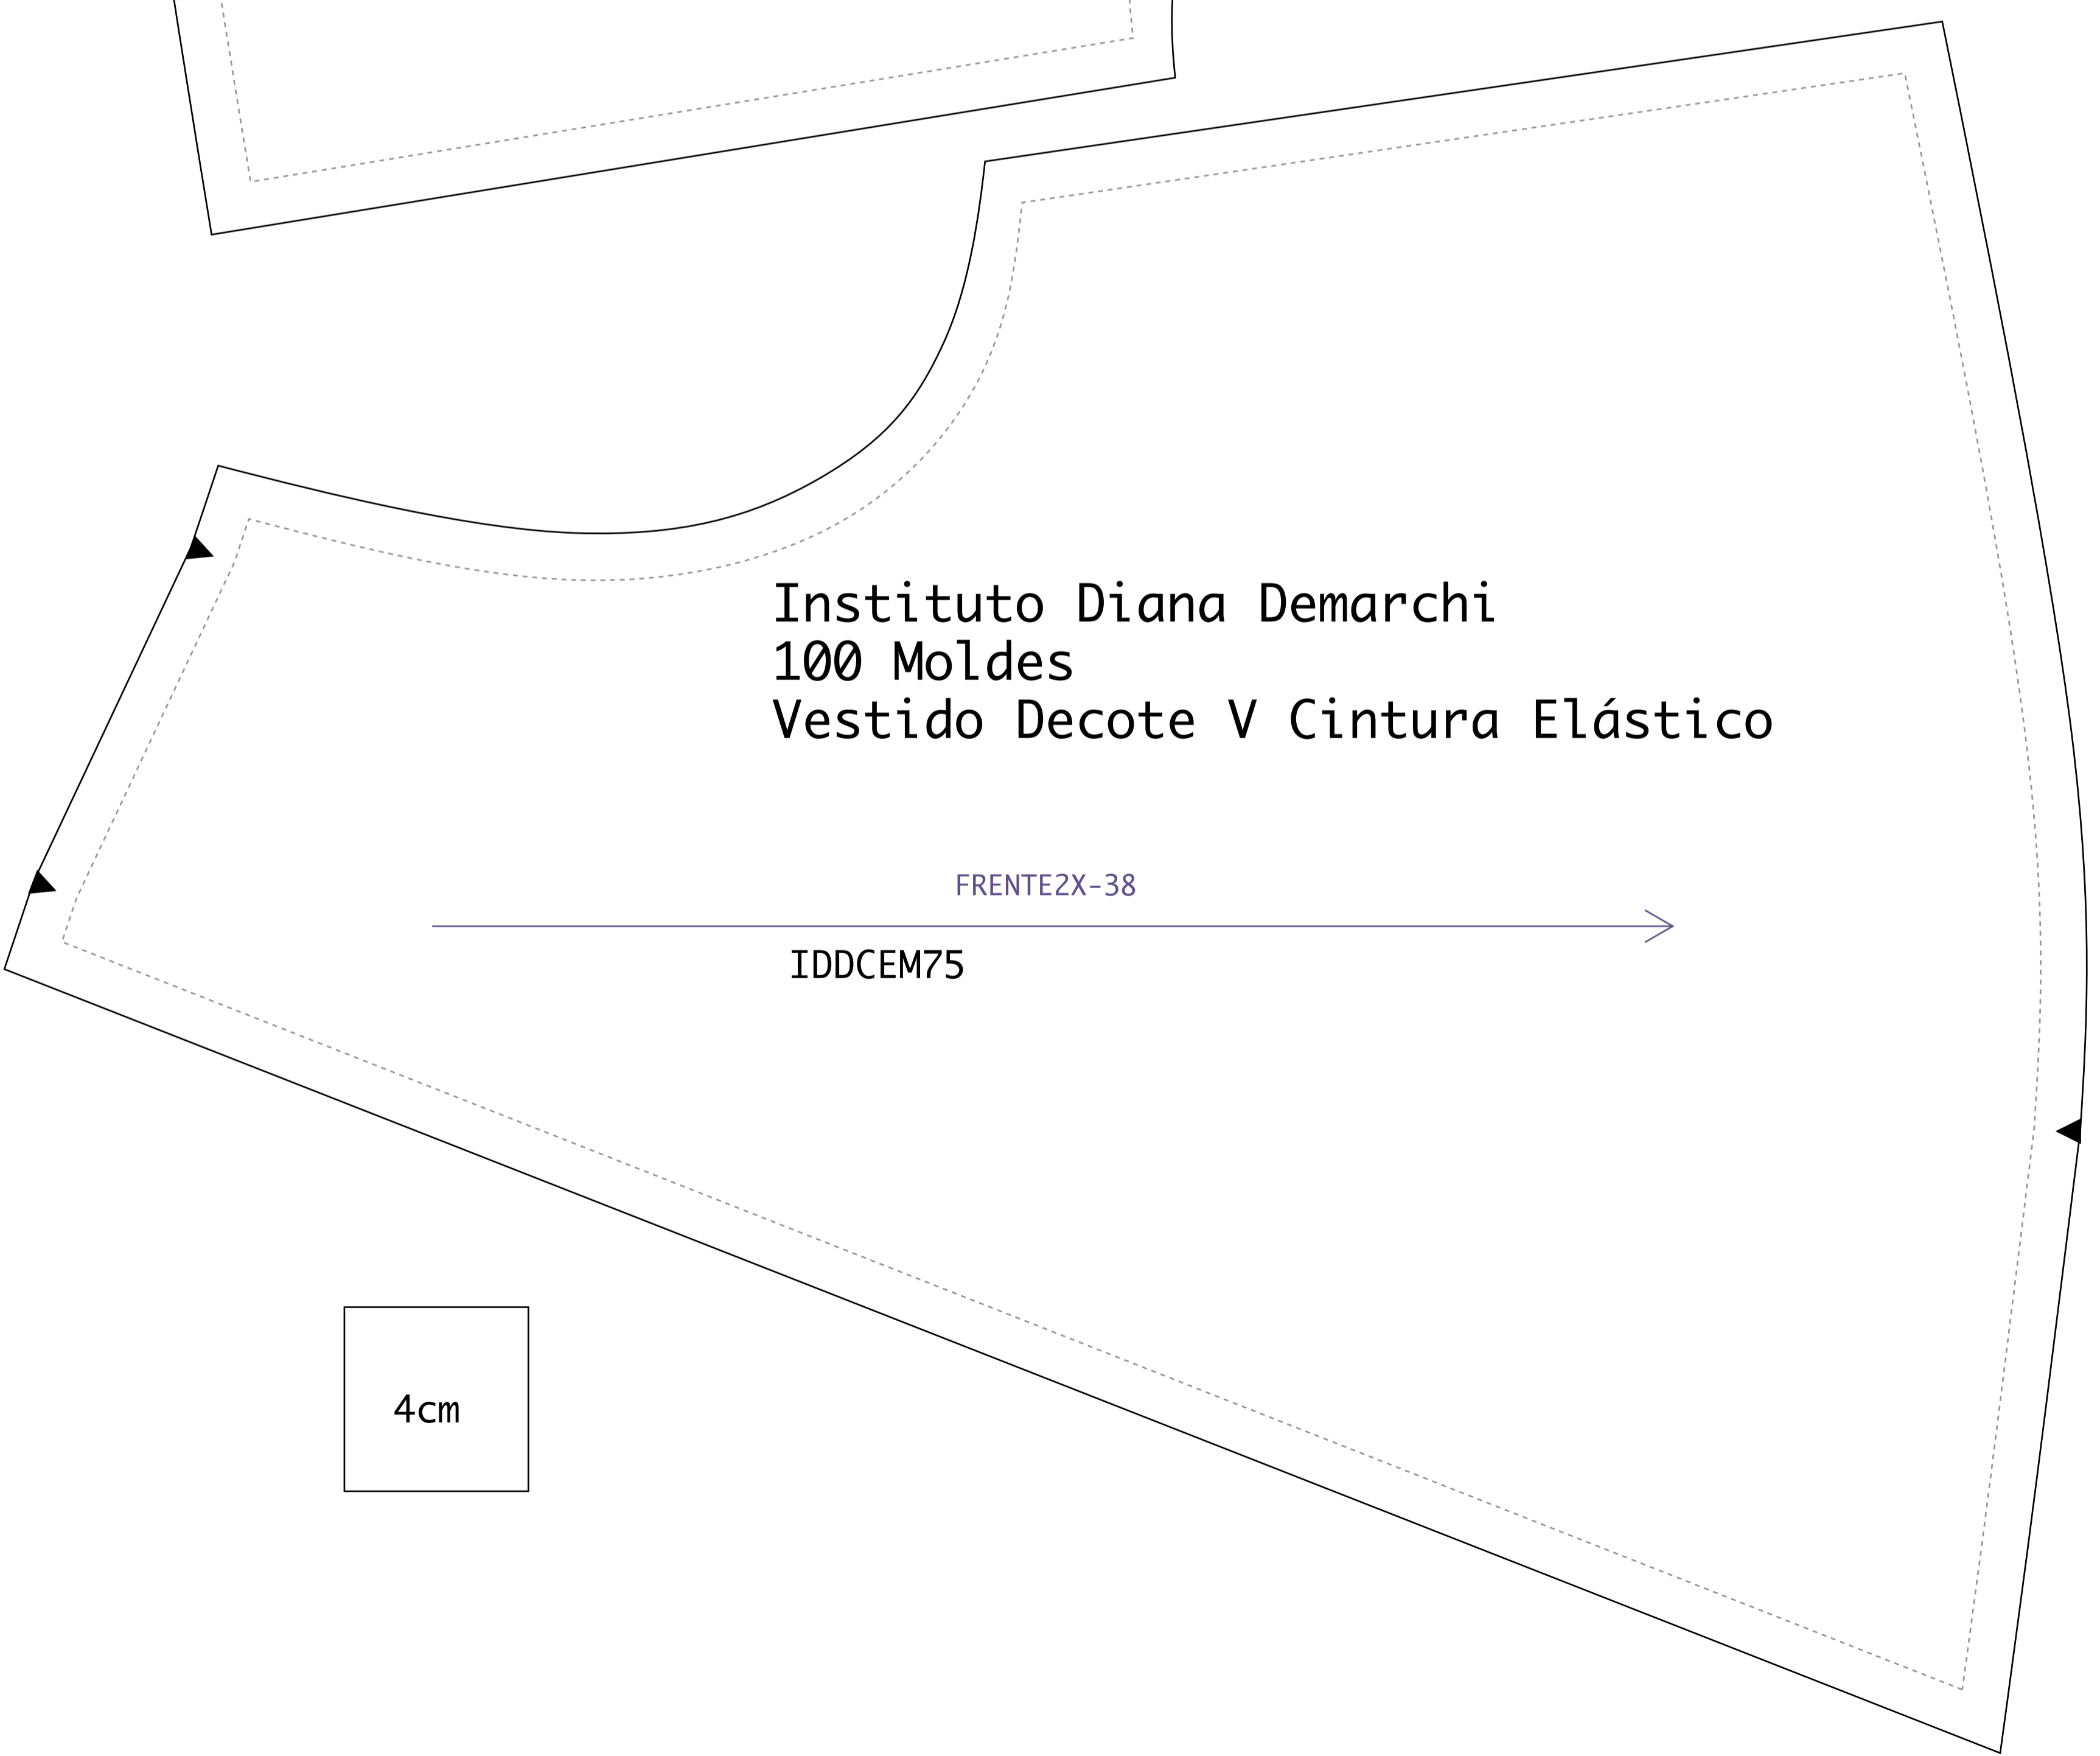 Instituto Diana Demarchi
100 Moldes
Vestido Decote V Cintura Elástico
FRENTE2X-38
IDDCEM75
4cm